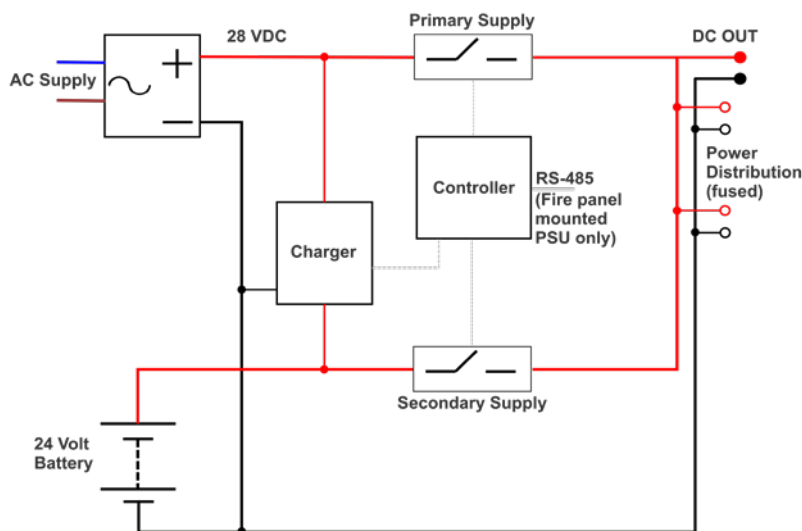 Primary Supply
28 VDC
DC OUT
AC Supply
Power
Distribution
(fused)
Controller
RS-485
(Fire panel
mounted
PSU only)
Charger
Secondary Supply
24 Volt
Battery